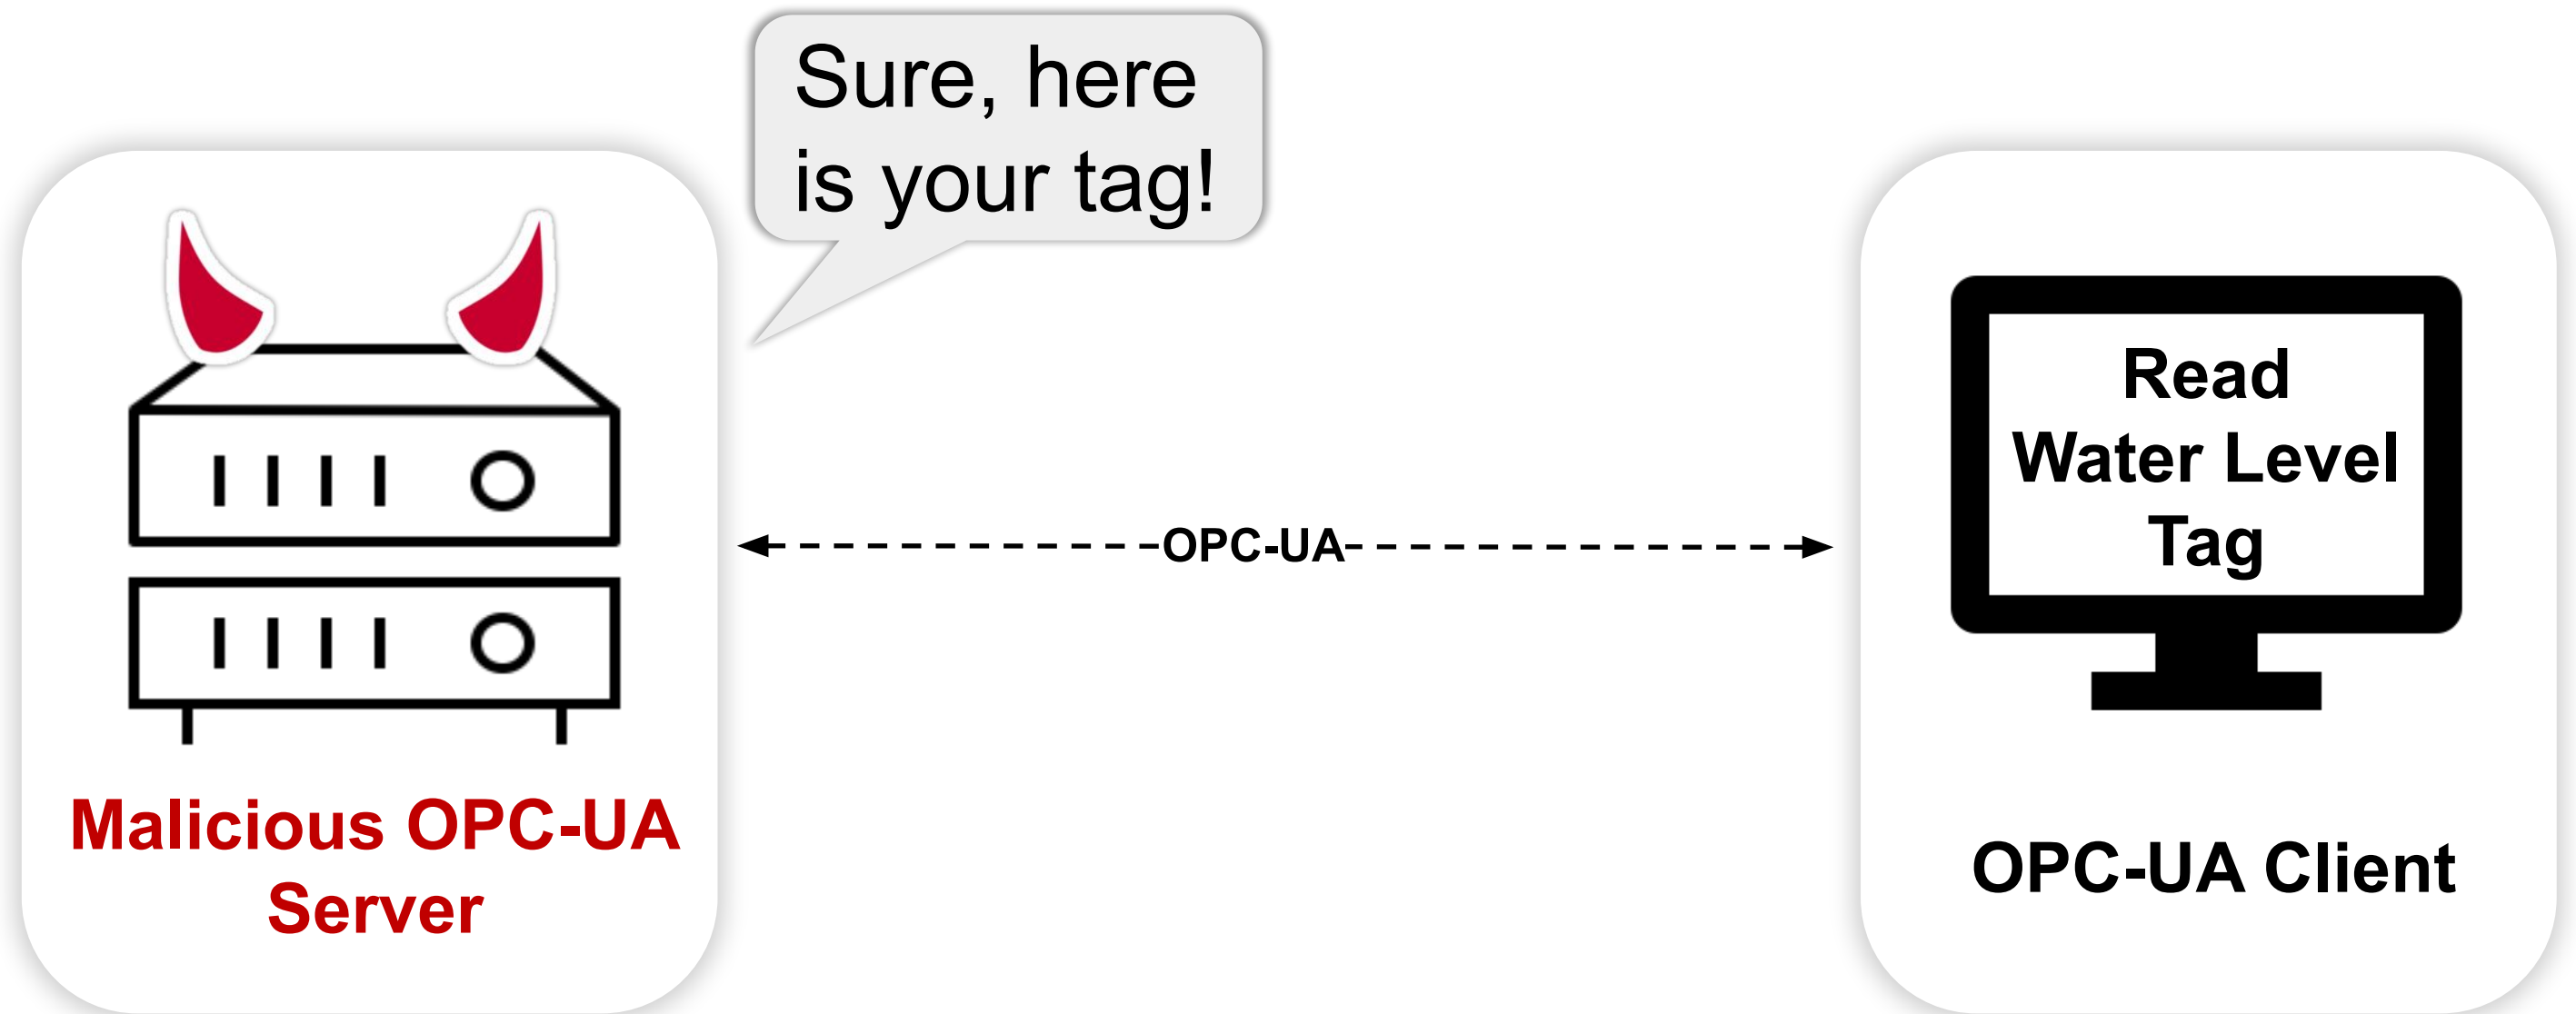 Sure, here
is your tag!
Malicious OPC-UA
Server
OPC-UA
Read
Water Level
Tag
OPC-UA Client